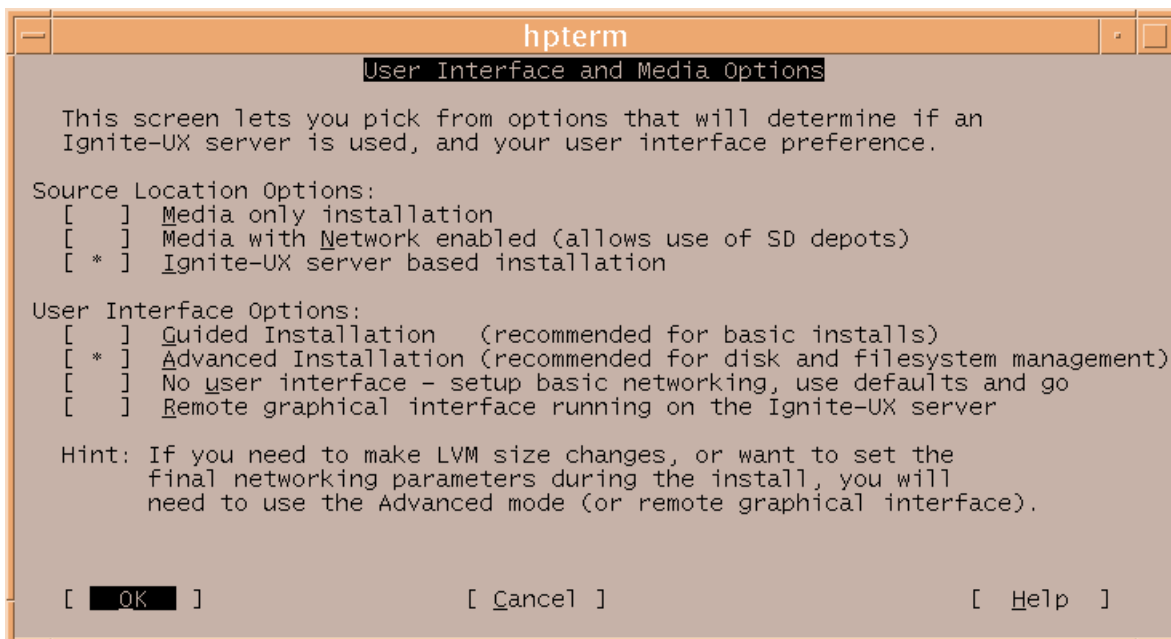 hpterm
User Interface and Media Options
This screen lets you pick from options that will determine if an
Ignite-UX server is used, and your user interface preference.
Source Location Options:
[   ]  Media only installation
[   ]  Media with Network enabled (allows use of SD depots)
[ * ]  Ignite-UX server based installation
User Interface Options:
[   ]  Guided Installation   (recommended for basic installs)
[ * ]  Advanced Installation (recommended for disk and filesystem management)
[   ]  No user interface - setup basic networking, use defaults and go
[   ]  Remote graphical interface running on the Ignite-UX server
Hint: If you need to make LVM size changes, or want to set the
final networking parameters during the install, you will
need to use the Advanced mode (or remote graphical interface).
[ OK ] [ Cancel ] [ Help ]